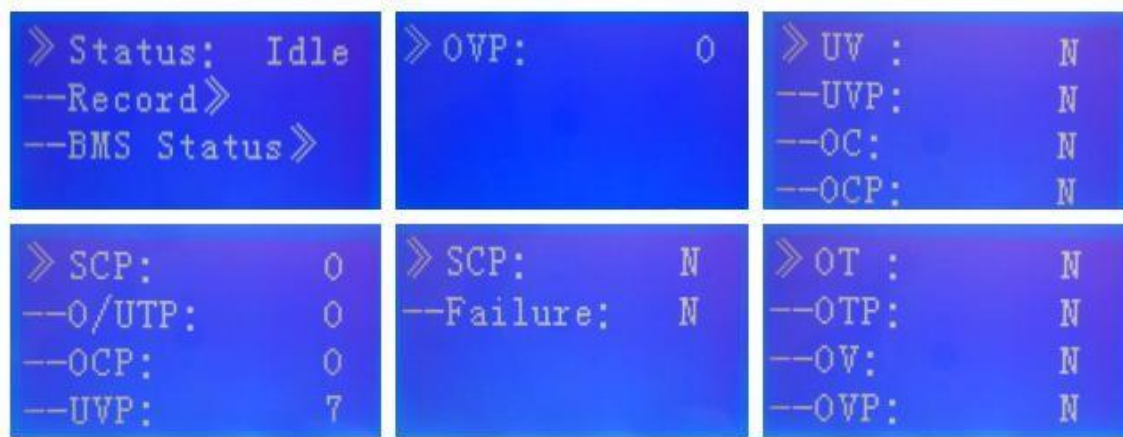 》Status: Idle
--Record》
--BMS Status》
》OVP: 0
》UV : N
--UVP: N
--OC: N
--OCP: N
》SCP: 0
--O/UTP: 0
--OCP: 0
--UVP: 7
》SCP: N
--Failure: N
》OT : N
--OTP: N
--OV: N
--OVP: N